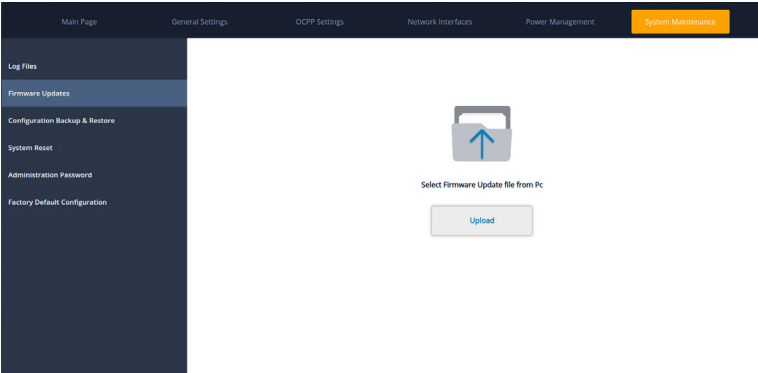 Main Page
General Settings
OCPP Settings
Network Interfaces
Power Management
System Maintenance
Log Files
Firmware Updates
Configuration Backup & Restore
System Reset
Administration Password
Factory Default Configuration
Select Firmware Update file from Pc
Upload